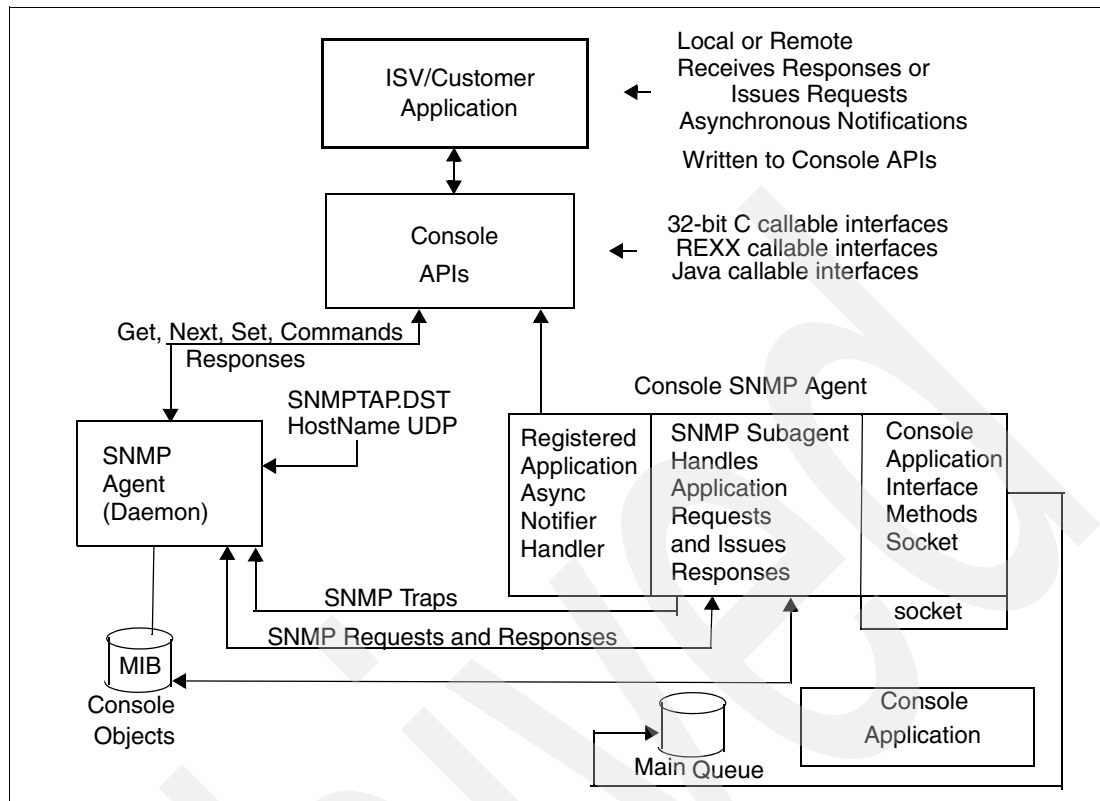 ISV/Customer
Application
Local or Remote
Receives Responses or
Issues Requests
Asynchronous Notifications
Written to Console APIs
Console
APIs
32-bit C callable interfaces
REXX callable interfaces
Java callable interfaces
Get, Next, Set, Commands
Responses
SNMPTAP.DST
HostName UDP
SNMP
Agent
(Daemon)
Console SNMP Agent
Registered
Application
Async
Notifier
Handler
SNMP Subagent
Handles
Application
Requests
and Issues
Responses
Console
Application
Interface
Methods
Socket
socket
SNMP Traps
SNMP Requests and Responses
MIB
Console
Objects
Main Queue
Console
Application